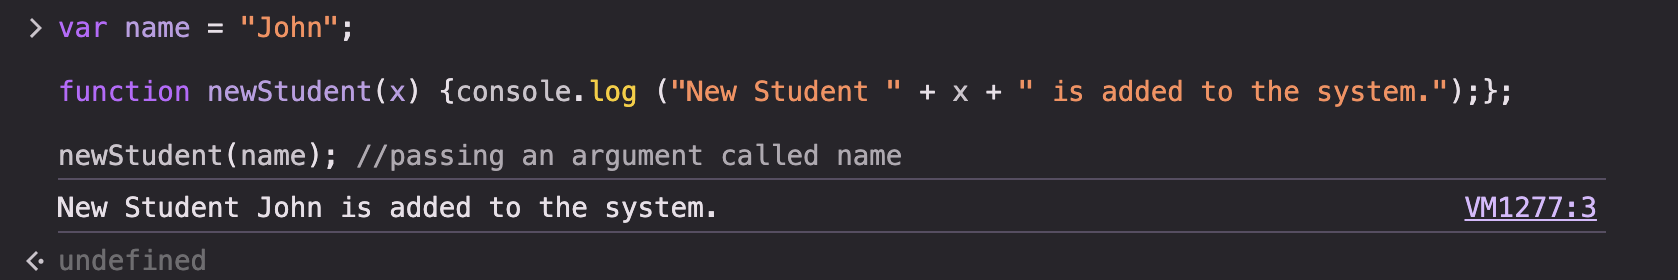 > var name = "John";
function newStudent(x) {console.log ("New Student " + x + " is added to the system.");};
newStudent(name); //passing an argument called name
New Student John is added to the system. VM1277:3
undefined